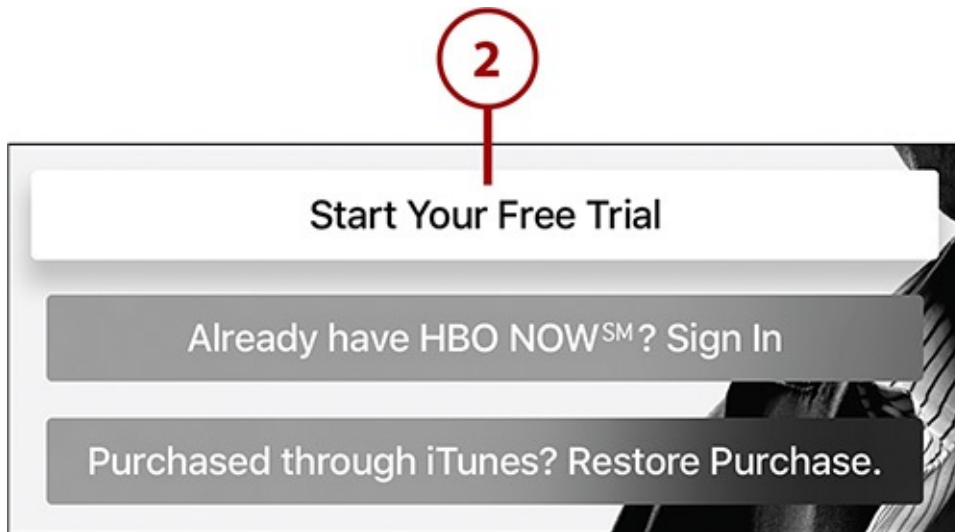 2
Start Your Free Trial
Already have HBO NOW℠? Sign In
Purchased through iTunes? Restore Purchase.